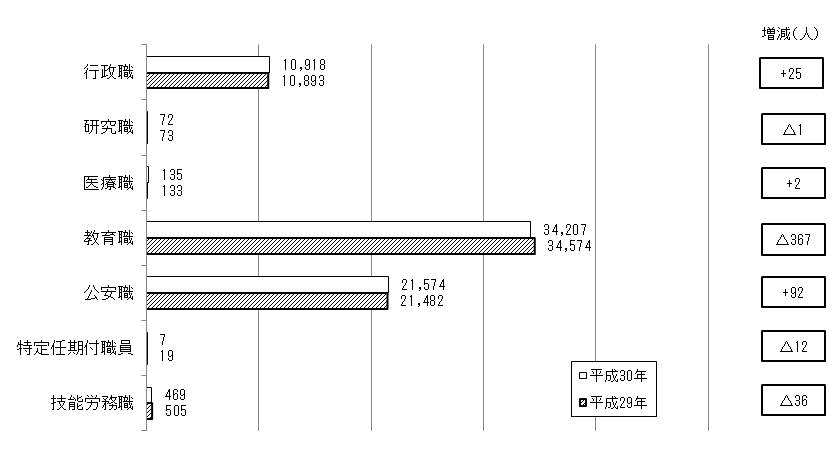 増減(人)
行政職
10,918
10,893
+25
研究職
72
73
△1
医療職
135
133
+2
教育職
34,207
34,574
△367
公安職
21,574
21,482
+92
特定任期付職員
7
19
△12
技能労務職
469
505
△36
平成30年
平成29年